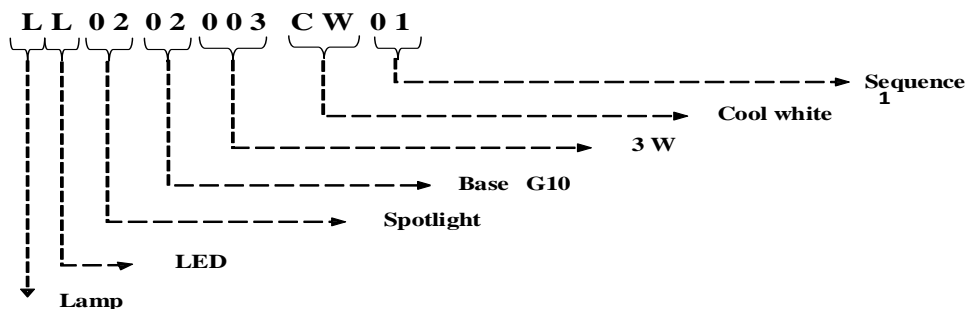 L L 0 2 0 2 0 0 3 C W 0 1
Sequence
1
Cool white
3 W
Base G10
Spotlight
LED
Lamp